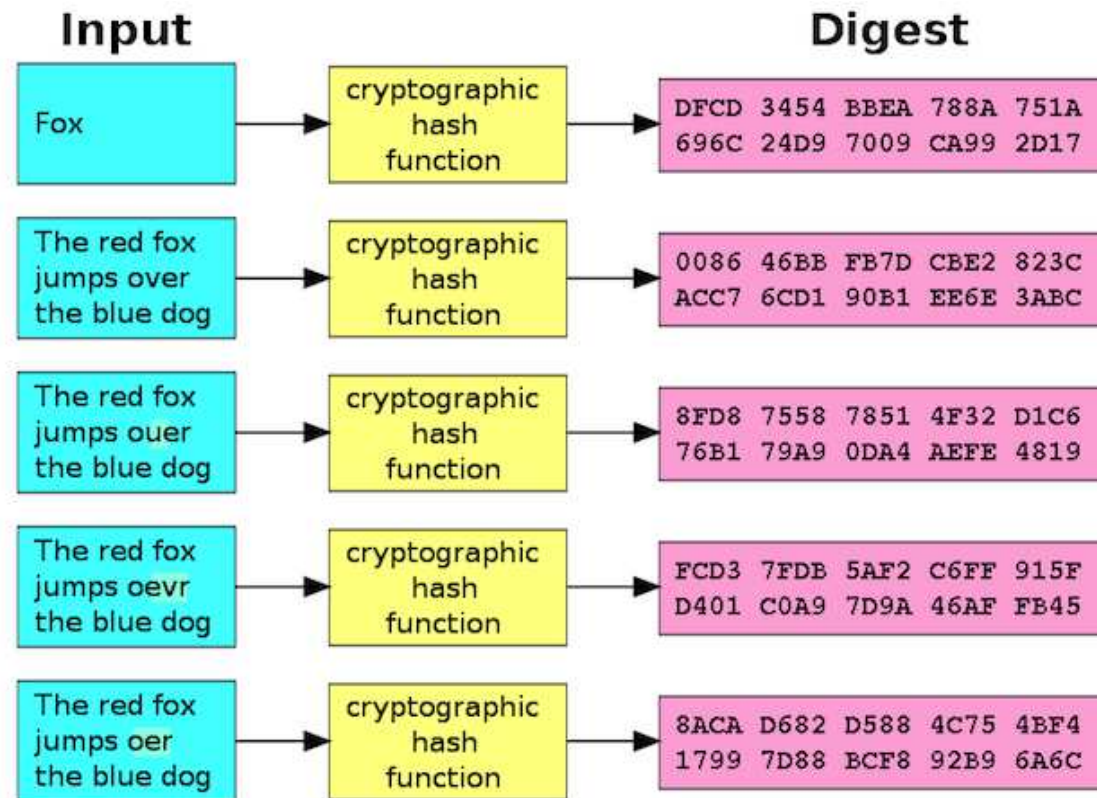 Input
Digest
Fox
cryptographic
hash
function
DFCD 3454 BBEA 788A 751A
696C 24D9 7009 CA99 2D17
The red fox
jumps over
the blue dog
cryptographic
hash
function
0086 46BB FB7D CBE2 823C
ACC7 6CD1 90B1 EE6E 3ABC
The red fox
jumps ouer
the blue dog
cryptographic
hash
function
8FD8 7558 7851 4F32 D1C6
76B1 79A9 0DA4 AEFE 4819
The red fox
jumps oevr
the blue dog
cryptographic
hash
function
FCD3 7FDB 5AF2 C6FF 915F
D401 C0A9 7D9A 46AF FB45
The red fox
jumps oer
the blue dog
cryptographic
hash
function
8ACA D682 D588 4C75 4BF4
1799 7D88 BCF8 92B9 6A6C